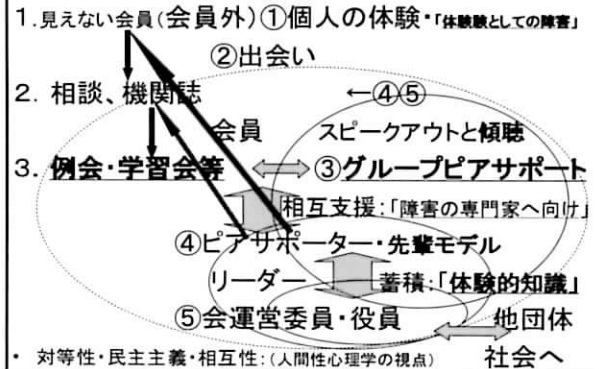 1.見えない会員(会員外)①個人の体験・「体験験としての障害」
②出会い
2. 相談、機関誌 ←④⑤
会員 スピークアウトと傾聴
3. 例会・学習会等 ③グループピアサポート
相互支援:「障害の専門家へ向け」
④ピアサポーター・先輩モデル
リーダー 蓄積:「体験的知識」
⑤会運営委員・役員 他団体
・ 対等性・民主主義・相互性:(人間性心理学の視点) 社会へ